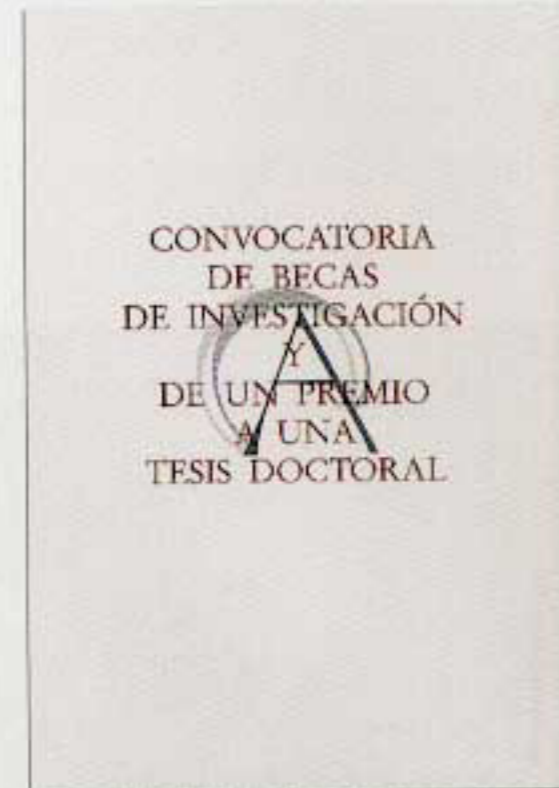 CONVOCATORIA
DE BECAS
DE INVESTIGACIÓN
Y
DE UN PREMIO
A UNA
TESIS DOCTORAL
A